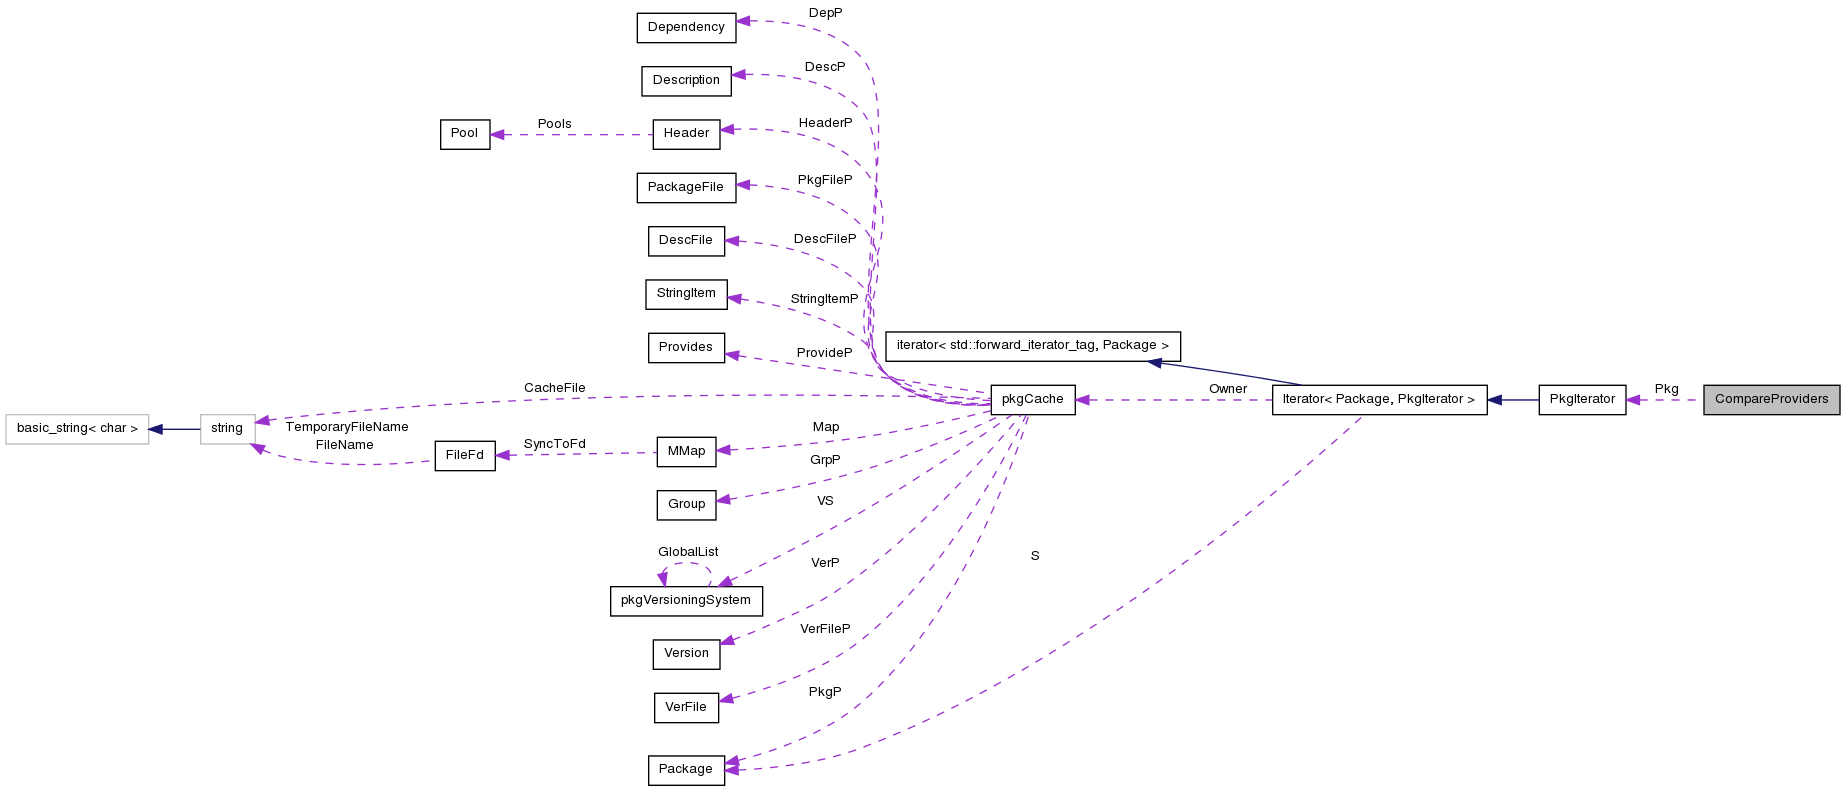 DepP
Dependency
DescP
Description
HeaderP
Pool
Pools
Header
PkgFileP
PackageFile
DescFileP
DescFile
StringItemP
StringItem
ProvideP
Provides
iterator< std::forward_iterator_tag, Package >
CacheFile
Owner
Pkg
pkgCache
Iterator< Package, PkgIterator >
PkgIterator
CompareProviders
basic_string< char >
string
TemporaryFileName
FileName
Map
SyncToFd
FileFd
MMap
GrpP
Group
VS
GlobalList
S
VerP
pkgVersioningSystem
VerFileP
Version
PkgP
VerFile
Package